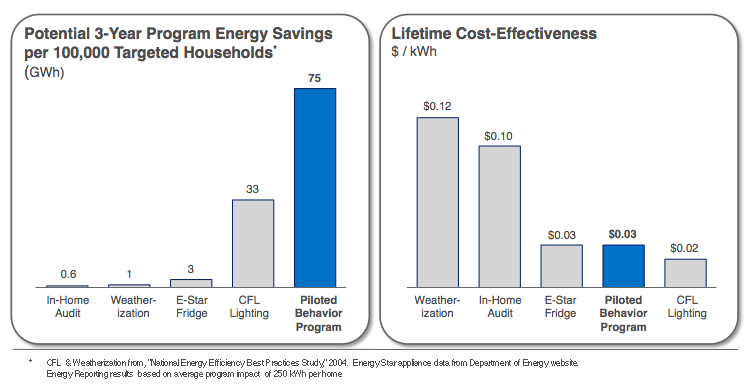 Potential 3-Year Program Energy Savings
per 100,000 Targeted Households*
(GWh)
75
33
3
1
0.6
In-Home
Audit
Weather-
ization
E-Star
Fridge
CFL
Lighting
Piloted
Behavior
Program
Lifetime Cost-Effectiveness
$ / kWh
$0.12
$0.10
$0.03
$0.03
$0.02
Weather-
ization
In-Home
Audit
E-Star
Fridge
Piloted
Behavior
Program
CFL
Lighting
* CFL & Weatherization from, "National Energy Efficiency Best Practices Study," 2004. Energy Star appliance data from Department of Energy website.
Energy Reporting results based on average program impact of 250 kWh per home